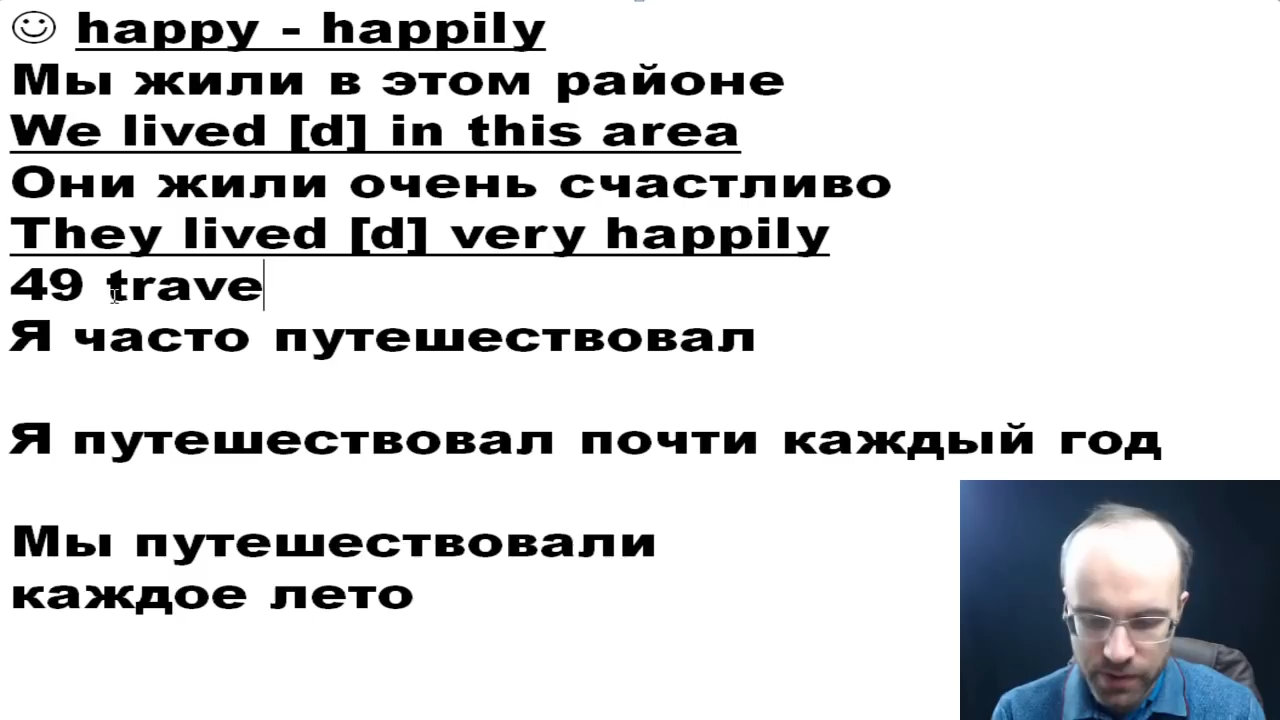 ☺ happy - happily
Мы жили в этом районе
We lived [d] in this area
Они жили очень счастливо
They lived [d] very happily
49 trave
Я часто путешествовал
Я путешествовал почти каждый год
Мы путешествовали
каждое лето